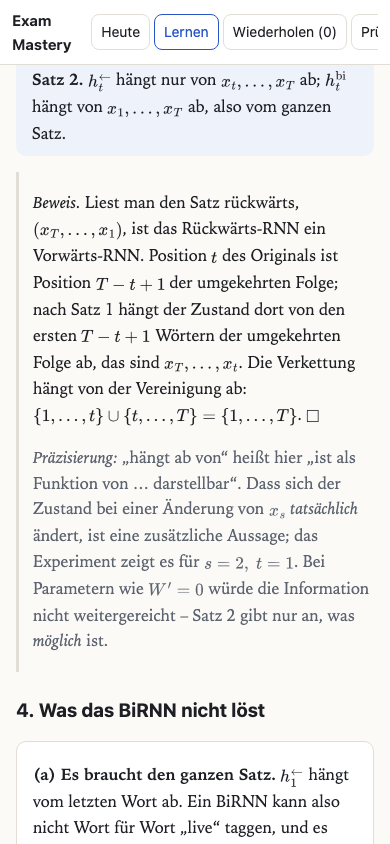 Exam Mastery
Heute
Lernen
Wiederholen (0)
Prü
Satz 2. h_t^← hängt nur von x_t, …, x_T ab; h_t^bi
hängt von x_1, …, x_T ab, also vom ganzen
Satz.
Beweis. Liest man den Satz rückwärts,
(x_T, …, x_1), ist das Rückwärts-RNN ein
Vorwärts-RNN. Position t des Originals ist
Position T − t + 1 der umgekehrten Folge;
nach Satz 1 hängt der Zustand dort von den
ersten T − t + 1 Wörtern der umgekehrten
Folge ab, das sind x_T, …, x_t. Die Verkettung
hängt von der Vereinigung ab:
{1, …, t} ∪ {t, …, T} = {1, …, T}. □
Präzisierung: „hängt ab von“ heißt hier „ist als
Funktion von … darstellbar“. Dass sich der
Zustand bei einer Änderung von x_s tatsächlich
ändert, ist eine zusätzliche Aussage; das
Experiment zeigt es für s = 2, t = 1. Bei
Parametern wie W′ = 0 würde die Information
nicht weitergereicht – Satz 2 gibt nur an, was
möglich ist.
4. Was das BiRNN nicht löst
(a) Es braucht den ganzen Satz. h_1^← hängt
vom letzten Wort ab. Ein BiRNN kann also
nicht Wort für Wort „live“ taggen, und es